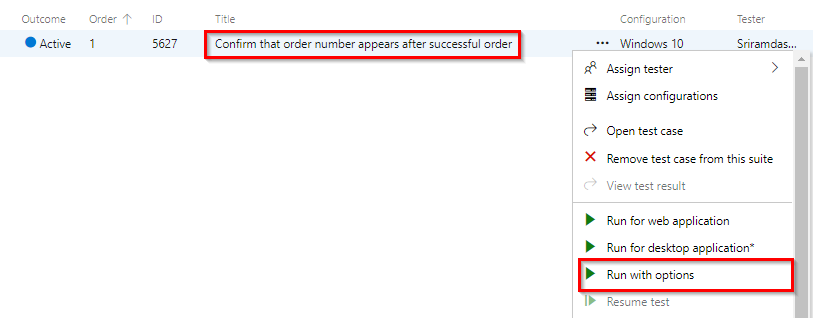 Outcome Order ID Title Configuration Tester
Active 1 5627 Confirm that order number appears after successful order ··· Windows 10 Sriramdas...
Assign tester
Assign configurations
Open test case
Remove test case from this suite
View test result
Run for web application
Run for desktop application*
Run with options
Resume test